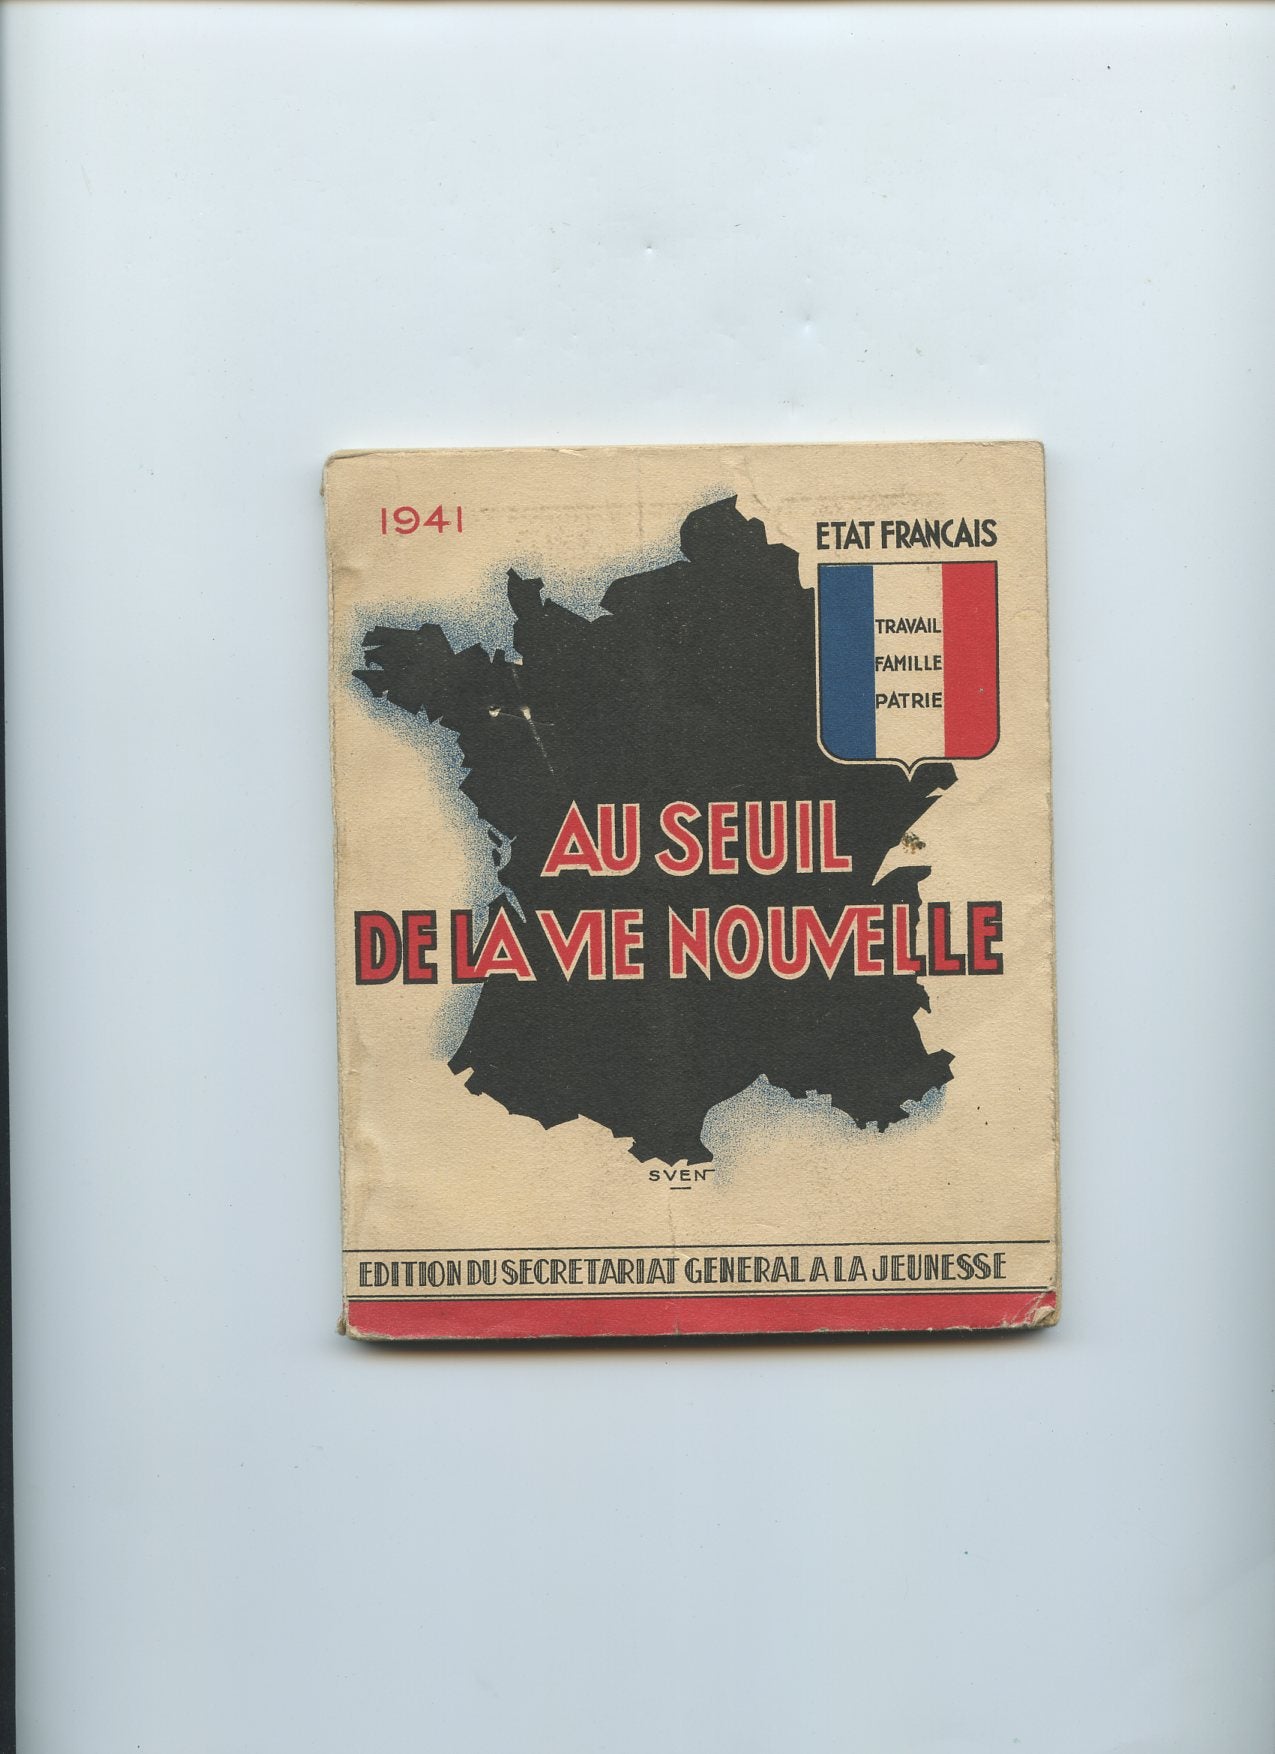 1941
ETAT FRANCAIS
TRAVAIL
FAMILLE
PATRIE
AU SEUIL
DE LA VIE NOUVELLE
SVEN
EDITION DU SECRETARIAT GENERAL A LA JEUNESSE